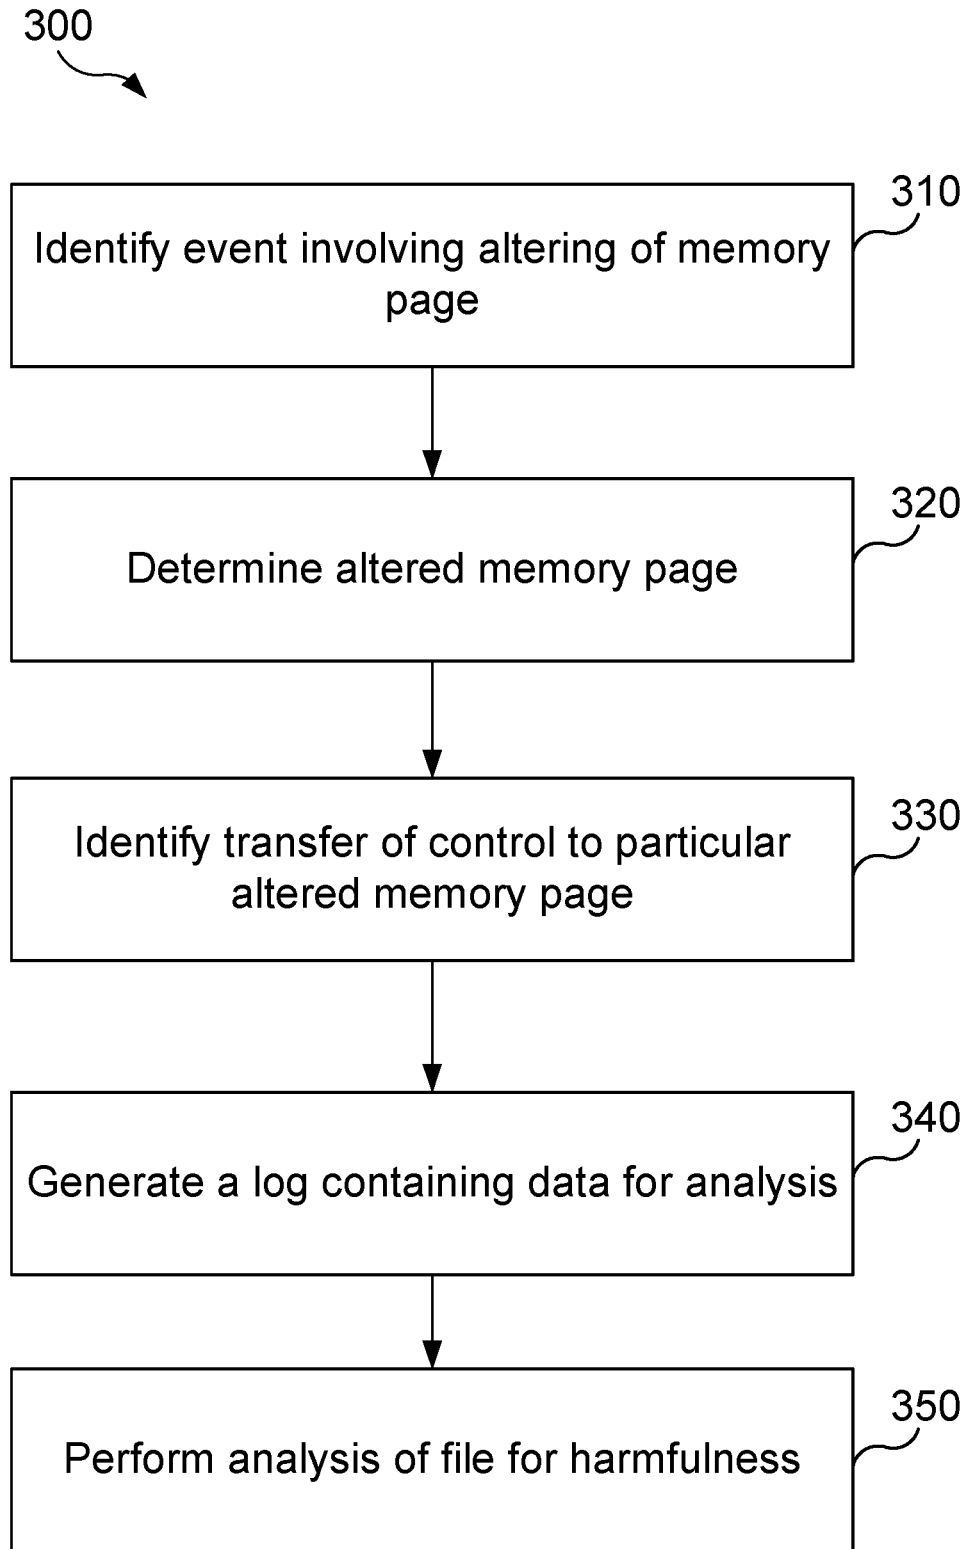 300
310
Identify event involving altering of memory
page
320
Determine altered memory page
330
Identify transfer of control to particular
altered memory page
340
Generate a log containing data for analysis
350
Perform analysis of file for harmfulness